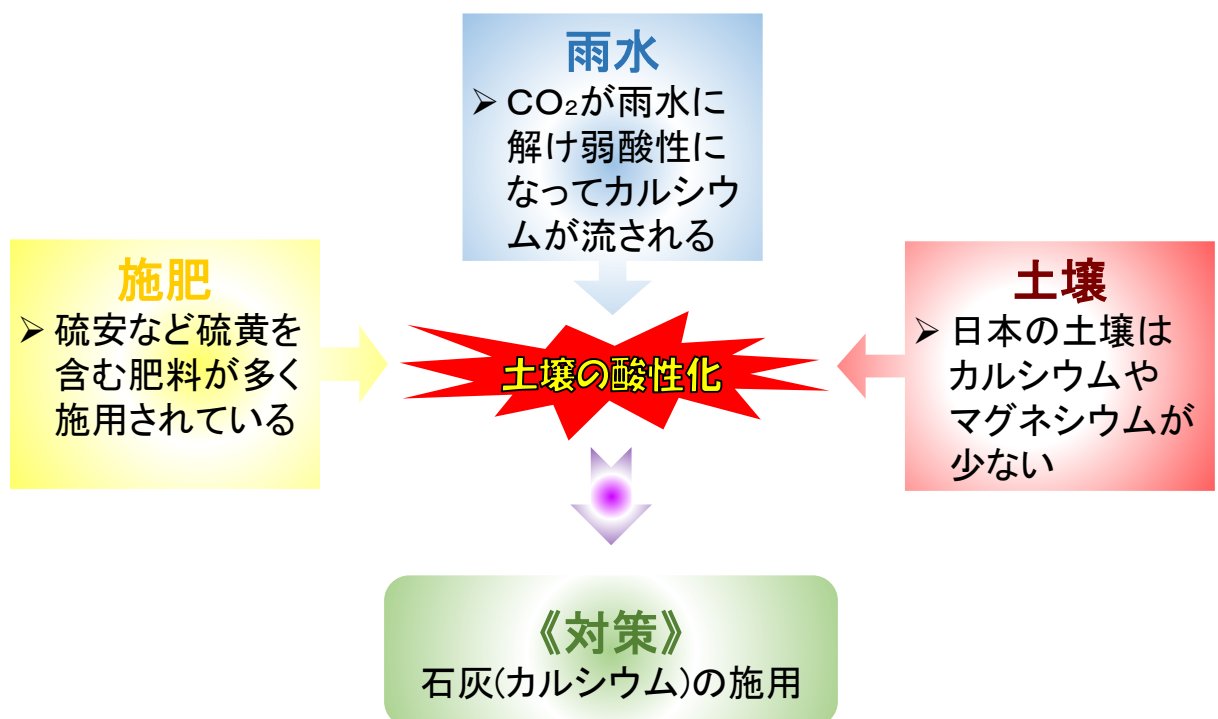 雨水
➢ CO₂が雨水に
解け弱酸性に
なってカルシウ
ムが流される
施肥
➢ 硫安など硫黄を
含む肥料が多く
施用されている
土壌の酸性化
土壌
➢ 日本の土壌は
カルシウムや
マグネシウムが
少ない
《対策》
石灰(カルシウム)の施用